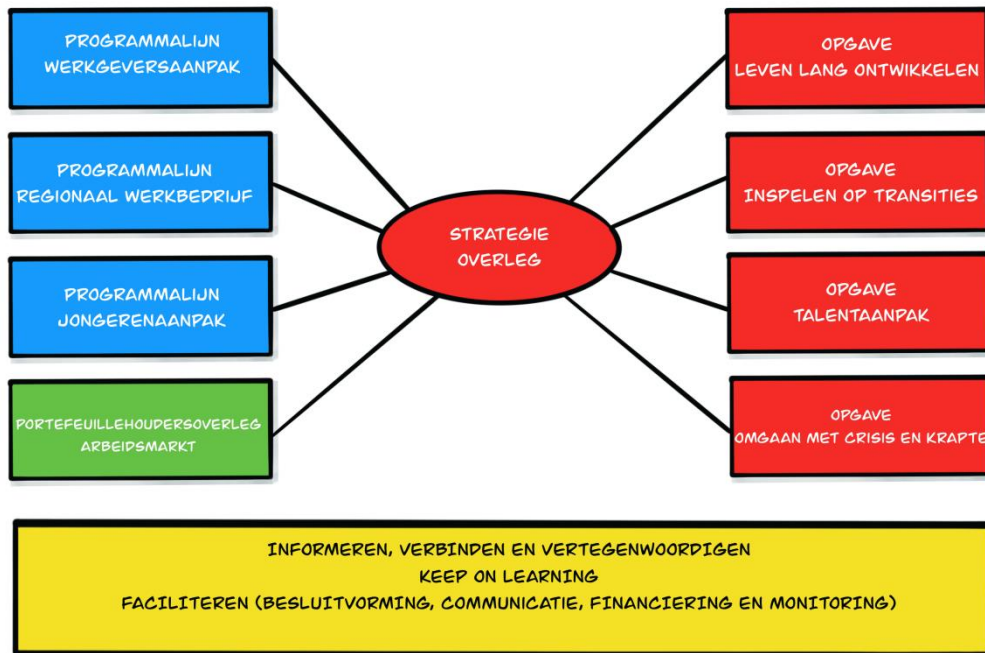 PROGRAMMALIJN
WERKGEVERSAANPAK
PROGRAMMALIJN
REGIONAAL WERKBEDRIJF
PROGRAMMALIJN
JONGERENAANPAK
PORTEFEUILLEHOUDERSOVERLEG
ARBEIDSMARKT
STRATEGIE
OVERLEG
OPGAVE
LEVEN LANG ONTWIKKELEN
OPGAVE
INSPELEN OP TRANSITIES
OPGAVE
TALENTAANPAK
OPGAVE
OMGAAN MET CRISIS EN KRAPTE
INFORMEREN, VERBINDEN EN VERTEGENWOORDIGEN
KEEP ON LEARNING
FACILITEREN (BESLUITVORMING, COMMUNICATIE, FINANCIERING EN MONITORING)